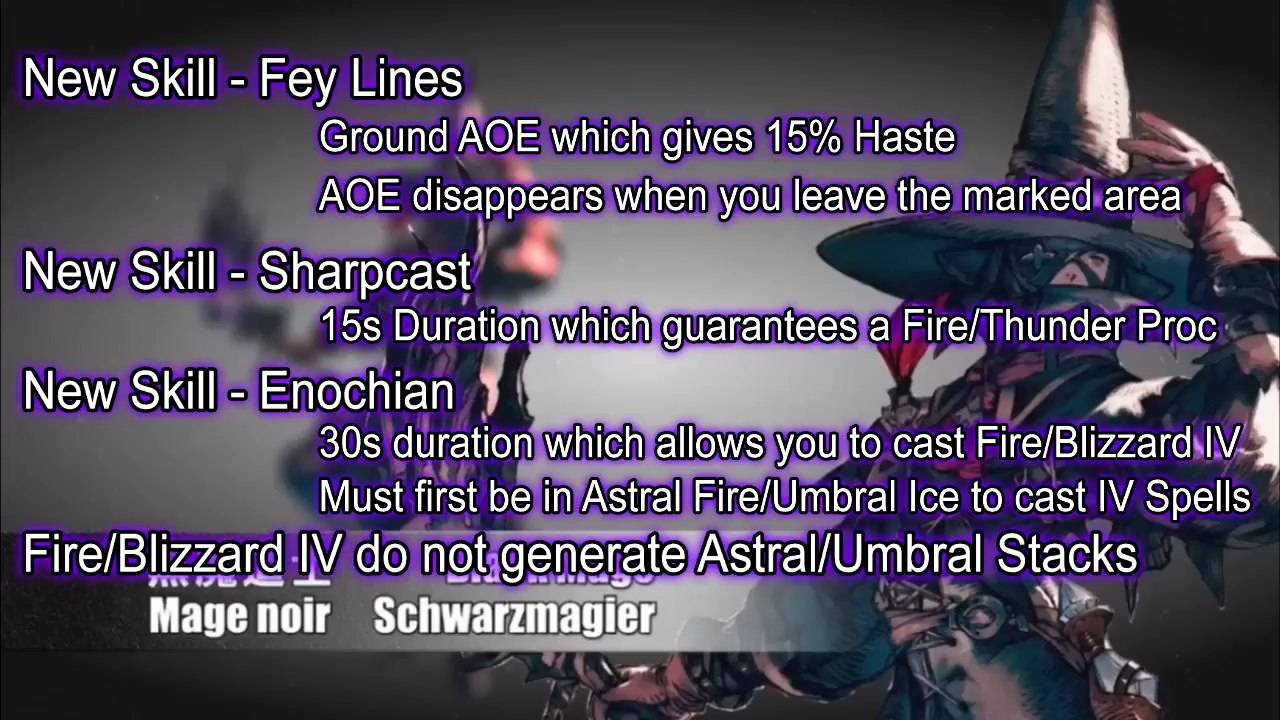 New Skill - Fey Lines
Ground AOE which gives 15% Haste
AOE disappears when you leave the marked area
New Skill - Sharpcast
15s Duration which guarantees a Fire/Thunder Proc
New Skill - Enochian
30s duration which allows you to cast Fire/Blizzard IV
Must first be in Astral Fire/Umbral Ice to cast IV Spells
Fire/Blizzard IV do not generate Astral/Umbral Stacks
Mage noir Schwarzmagier